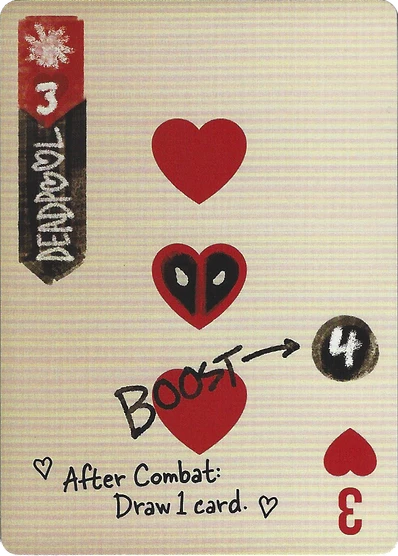 3
DEADPOOL
BOOST → 4
♡ After Combat:
Draw 1 card. ♡
3